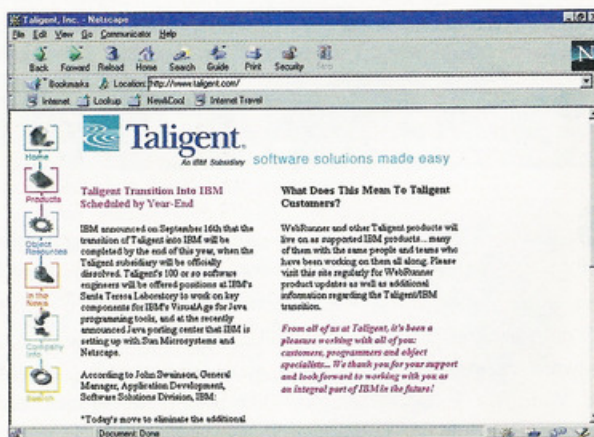 Taligent, Inc. - Netscape
File Edit View Go Communicator Help
Back Forward Reload Home Search Guide Print Security
Bookmarks Location: http://www.taligent.com/
Internet Lookup New&Cool Internet Travel
Taligent.
An IBM Subsidiary software solutions made easy
Home
Products
Object
Resources
In the
News
Company
Info
Search
Taligent Transition Into IBM
Scheduled by Year-End
IBM announced on September 16th that the
transition of Taligent into IBM will be
completed by the end of this year, when the
Taligent subsidiary will be officially
dissolved. Taligent's 100 or so software
engineers will be offered positions at IBM's
Santa Teresa Laboratory to work on key
components for IBM's VisualAge for Java
programming tools, and at the recently
announced Java porting center that IBM is
setting up with Sun Microsystems and
Netscape.
According to John Swainson, General
Manager, Application Development,
Software Solutions Division, IBM:
"Today's move to eliminate the additional
What Does This Mean To Taligent
Customers?
WebRunner and other Taligent products will
live on as supported IBM products... many
of them with the same people and teams who
have been working on them all along. Please
visit this site regularly for WebRunner
product updates as well as additional
information regarding the Taligent/IBM
transition.
From all of us at Taligent, it's been a
pleasure working with all of you:
customers, programmers and object
specialists... We thank you for your support
and look forward to working with you as
an integral part of IBM in the future!
Document: Done